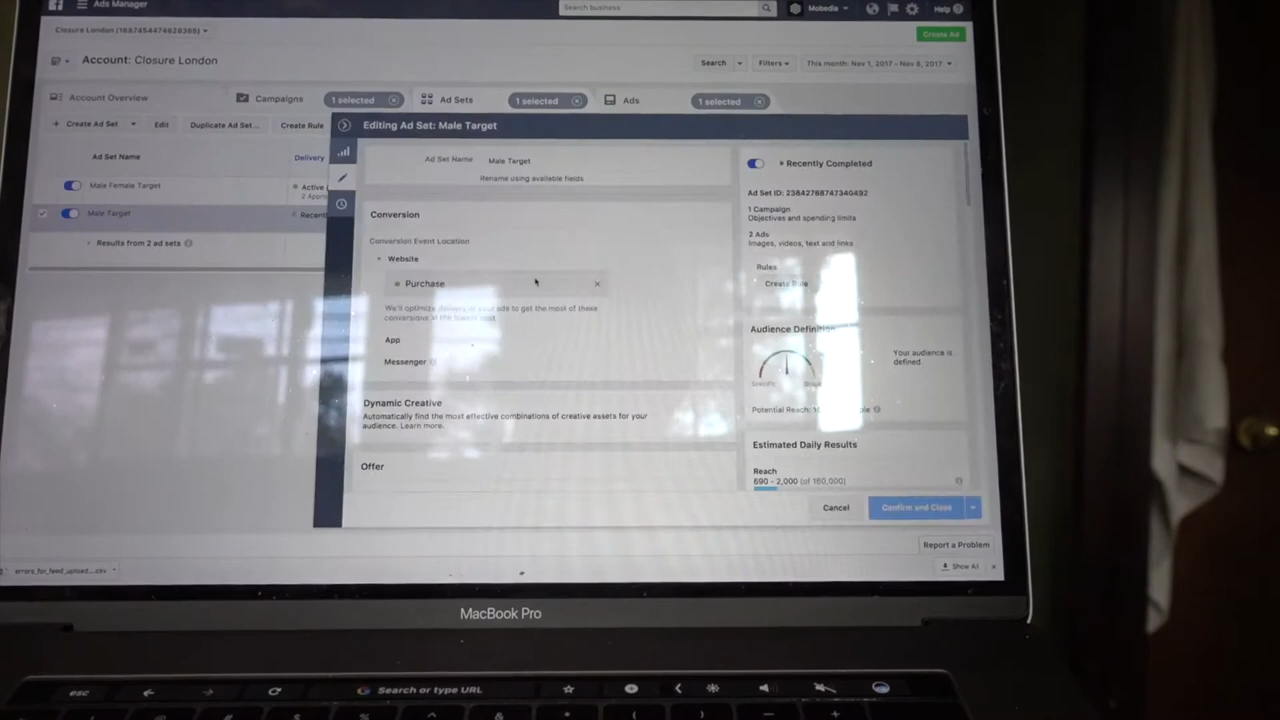 Ads Manager
Search business
Mobedia
Help
Closure London (1637454474628365)
Create Ad
Account: Closure London
Search
Filters
This month: Nov 1, 2017 – Nov 8, 2017
Account Overview
Campaigns
1 selected
Ad Sets
1 selected
Ads
1 selected
+ Create Ad Set
Edit
Duplicate Ad Set...
Create Rule
Editing Ad Set: Male Target
Ad Set Name
Delivery
Male Female Target
Active
Male Target
Results from 2 ad sets
Ad Set Name
Male Target
Rename using available fields
Conversion
Conversion Event Location
Website
Purchase
We'll optimize delivery of your ads to get the most of these
conversions at the lowest cost.
App
Messenger
Dynamic Creative
Automatically find the most effective combinations of creative assets for your
audience. Learn more.
Offer
Recently Completed
Ad Set ID: 23842768747340492
1 Campaign
Objectives and spending limits
2 Ads
Images, videos, text and links
Rules
Create Rule
Audience Definition
Your audience is
defined.
Specific
Potential Reach:
Estimated Daily Results
Reach
690 - 2,000 (of 160,000)
Cancel
Confirm and Close
Report a Problem
errors_for_feed_upload....csv
Show All
MacBook Pro
esc
Search or type URL